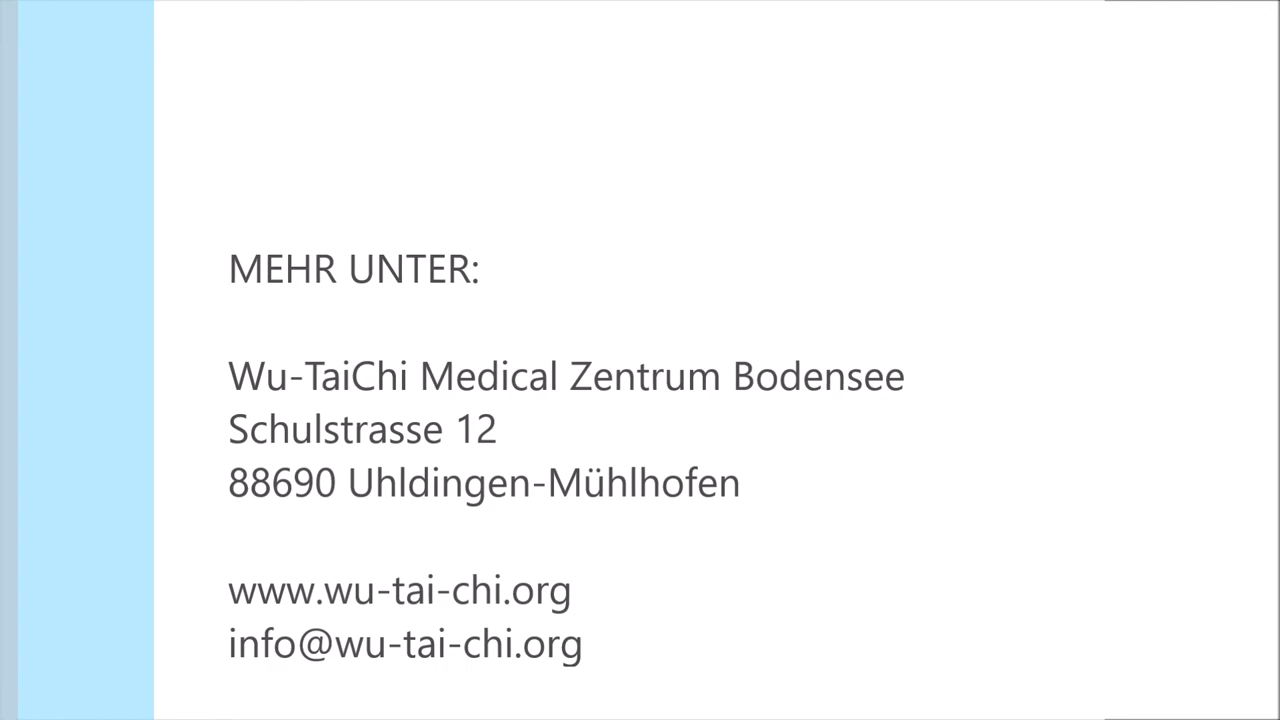 MEHR UNTER:
Wu-TaiChi Medical Zentrum Bodensee
Schulstrasse 12
88690 Uhldingen-Mühlhofen
www.wu-tai-chi.org
info@wu-tai-chi.org